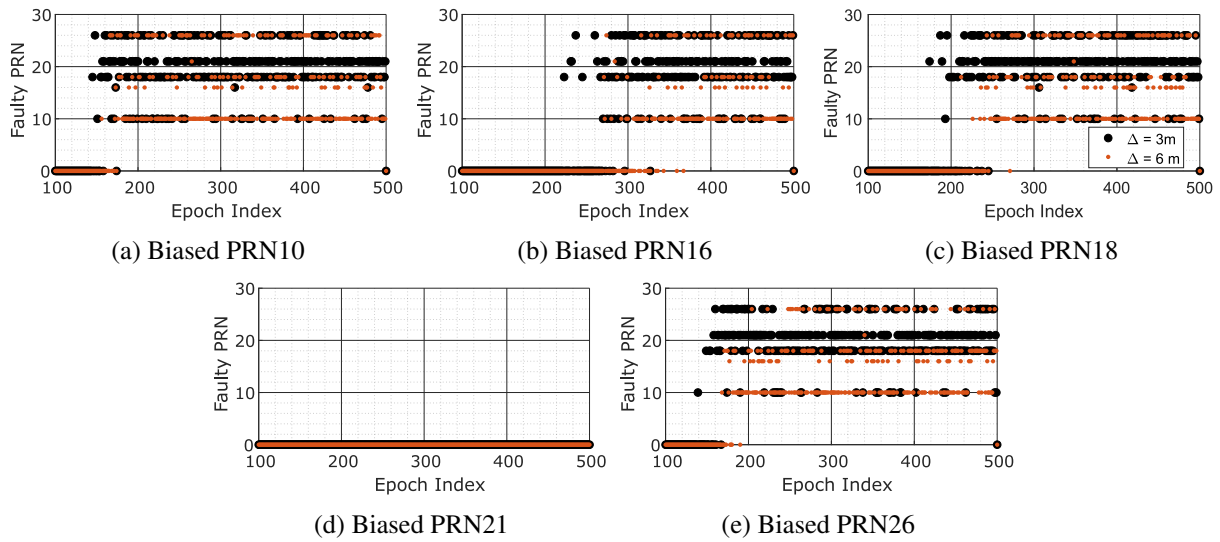 30
20
10
0
Faulty PRN
100 200 300 400 500
Epoch Index
(a) Biased PRN10
30
20
10
0
Faulty PRN
100 200 300 400 500
Epoch Index
(b) Biased PRN16
30
20
10
0
Faulty PRN
Δ = 3m
Δ = 6 m
100 200 300 400 500
Epoch Index
(c) Biased PRN18
30
20
10
0
Faulty PRN
100 200 300 400 500
Epoch Index
(d) Biased PRN21
30
20
10
0
Faulty PRN
100 200 300 400 500
Epoch Index
(e) Biased PRN26